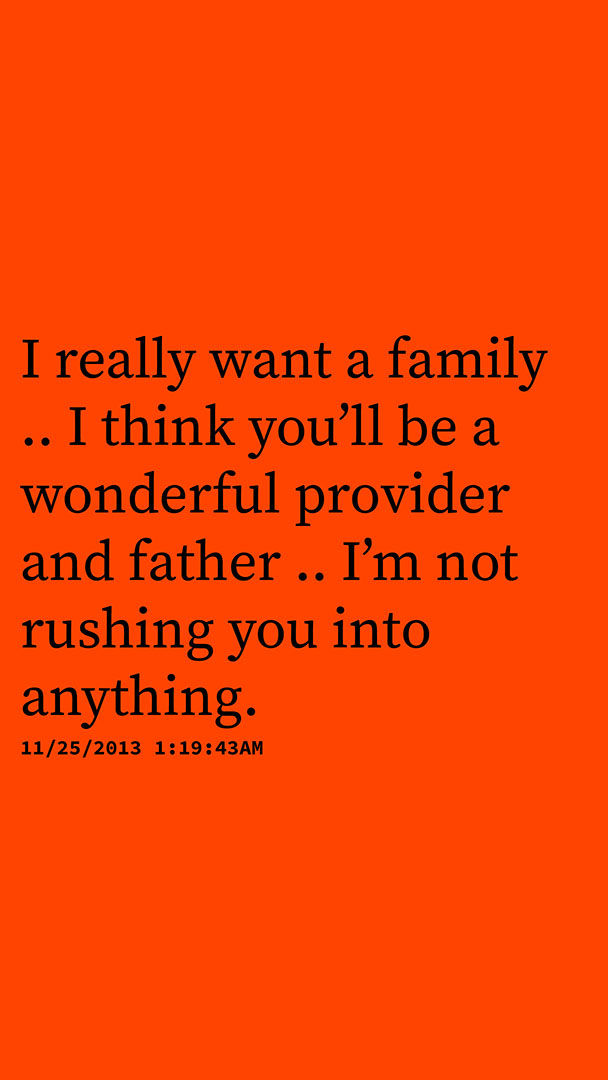 I really want a family
.. I think you’ll be a
wonderful provider
and father .. I’m not
rushing you into
anything.
11/25/2013 1:19:43AM